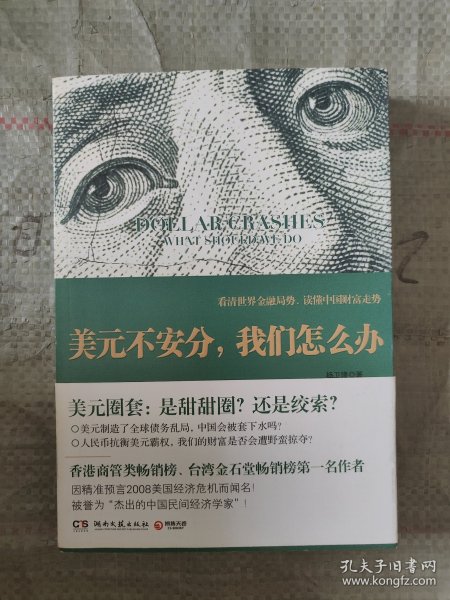 DOLLAR CRASHES
WHAT SHOULD WE DO
看清世界金融局势,读懂中国财富走势
美元不安分,我们怎么办
杨卫隆◎著
美元圈套:是甜甜圈?还是绞索?
○美元制造了全球债务乱局,中国会被套下水吗?
○人民币抗衡美元霸权,我们的财富是否会遭野蛮掠夺?
香港商管类畅销榜、台湾金石堂畅销榜第一名作者
因精准预言2008美国经济危机而闻名!
被誉为“杰出的中国民间经济学家”!
湖南文艺出版社
博集天卷
孔夫子旧书网
www.kongfz.com